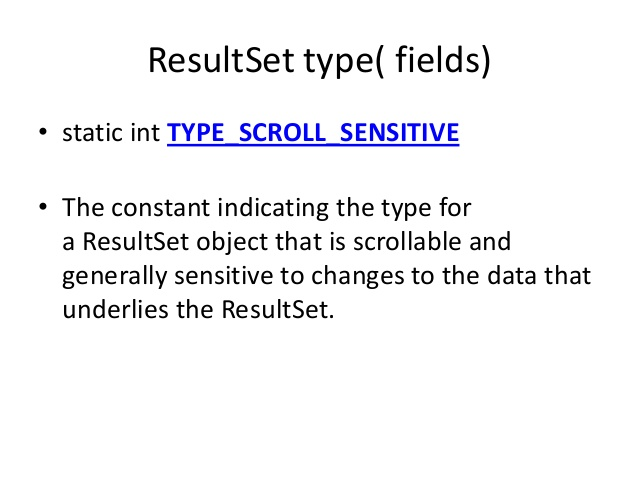 ResultSet type( fields)
• static int TYPE_SCROLL_SENSITIVE
• The constant indicating the type for
a ResultSet object that is scrollable and
generally sensitive to changes to the data that
underlies the ResultSet.